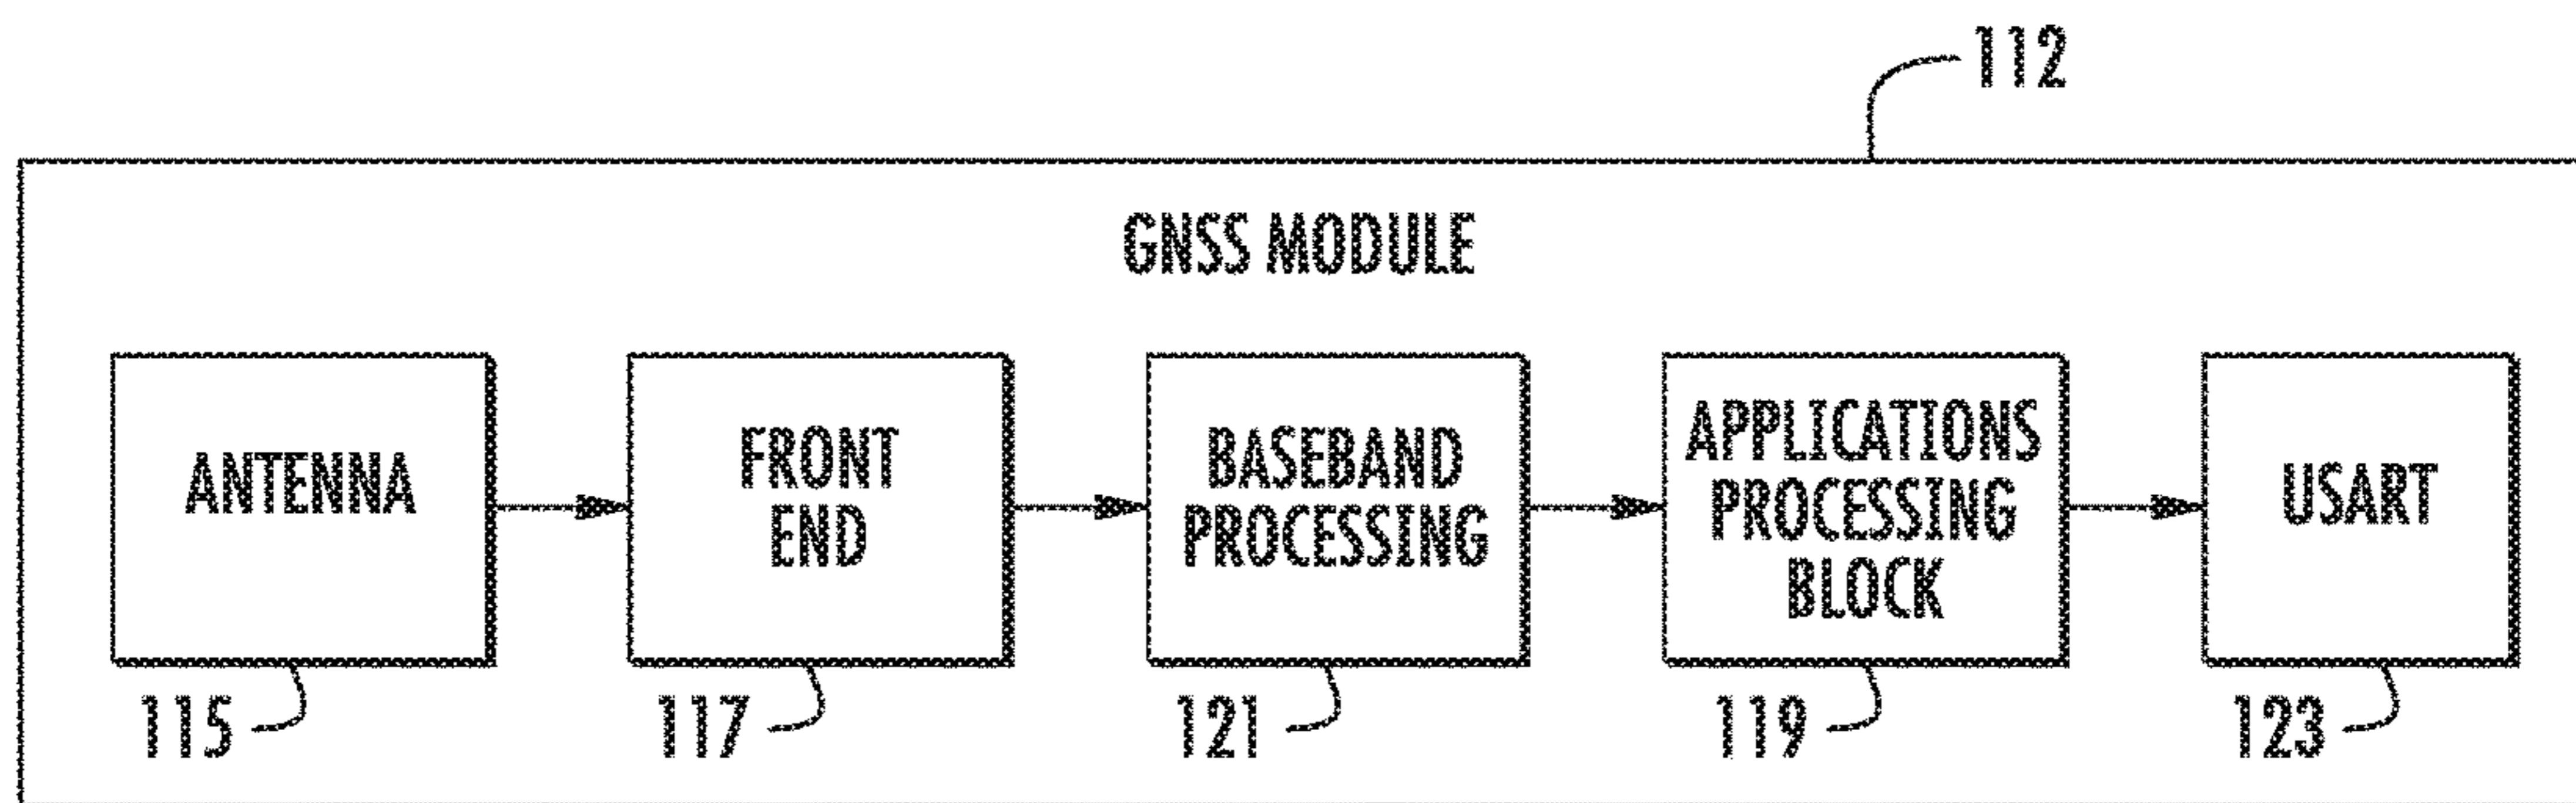 112
GNSS MODULE
ANTENNA
FRONT
END
BASEBAND
PROCESSING
APPLICATIONS
PROCESSING
BLOCK
USART
115
117
121
119
123